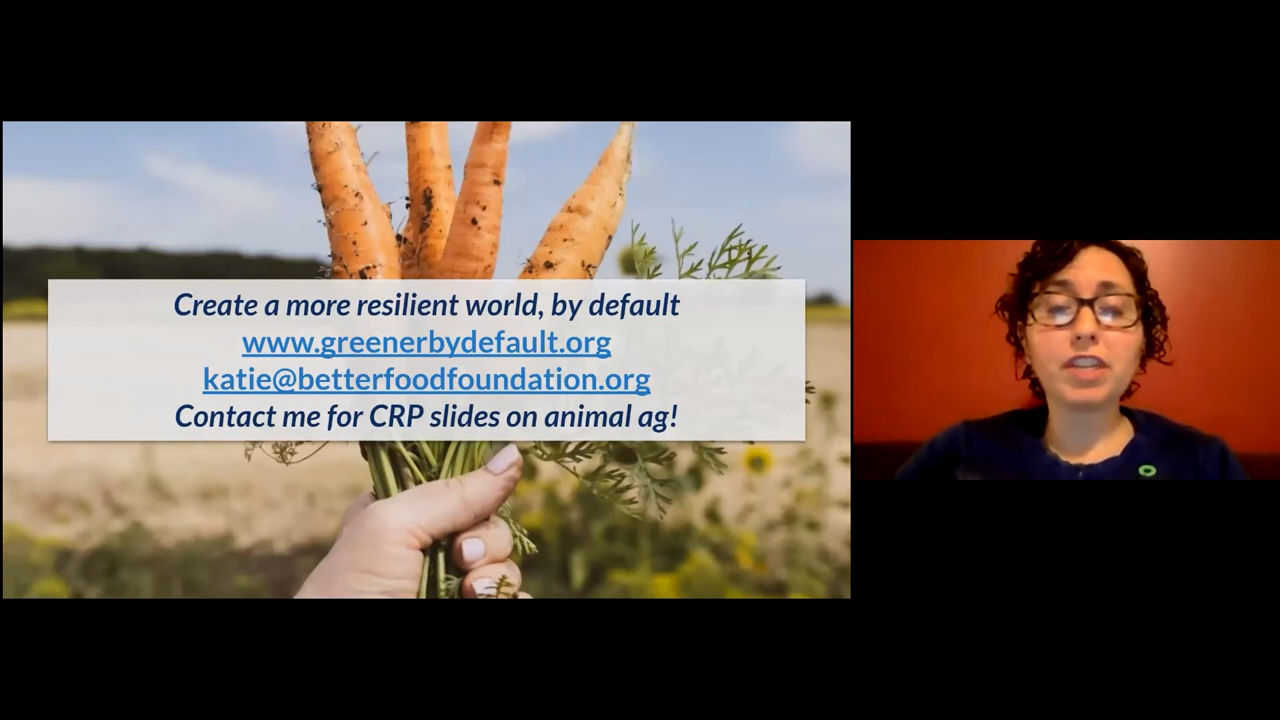 Create a more resilient world, by default
www.greenerbydefault.org
katie@betterfoodfoundation.org
Contact me for CRP slides on animal ag!